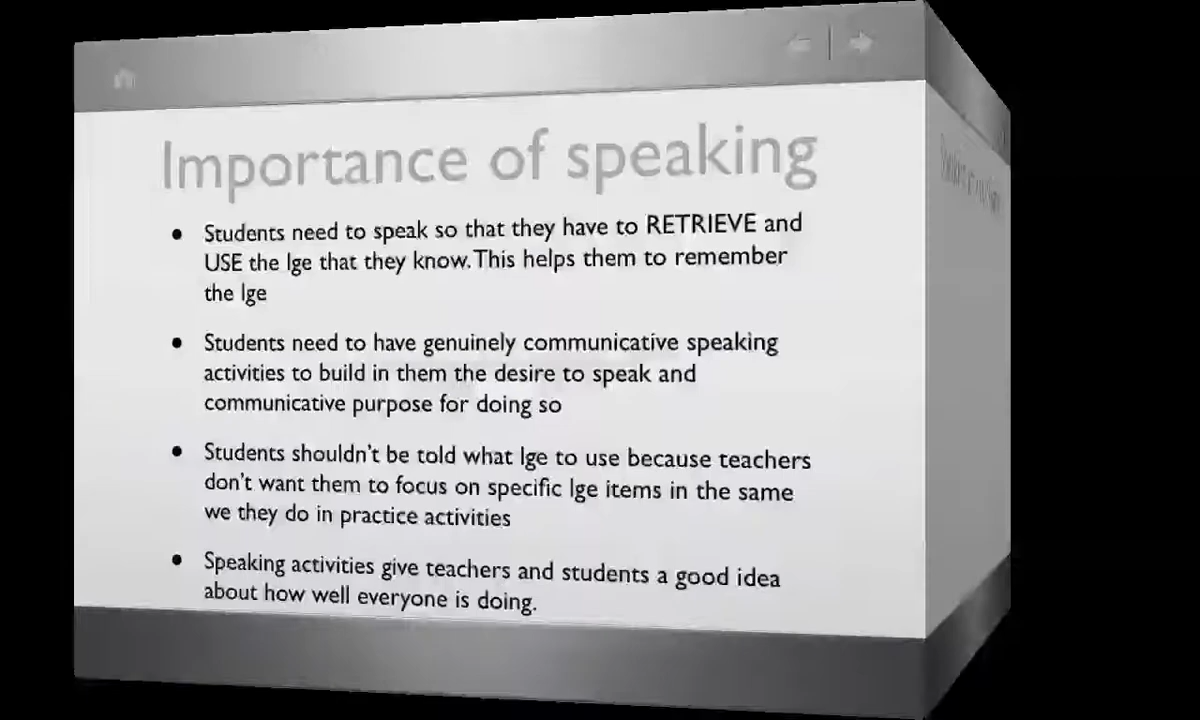 Importance of speaking
• Students need to speak so that they have to RETRIEVE and
USE the lge that they know. This helps them to remember
the lge
• Students need to have genuinely communicative speaking
activities to build in them the desire to speak and
communicative purpose for doing so
• Students shouldn't be told what lge to use because teachers
don't want them to focus on specific lge items in the same
we they do in practice activities
• Speaking activities give teachers and students a good idea
about how well everyone is doing.